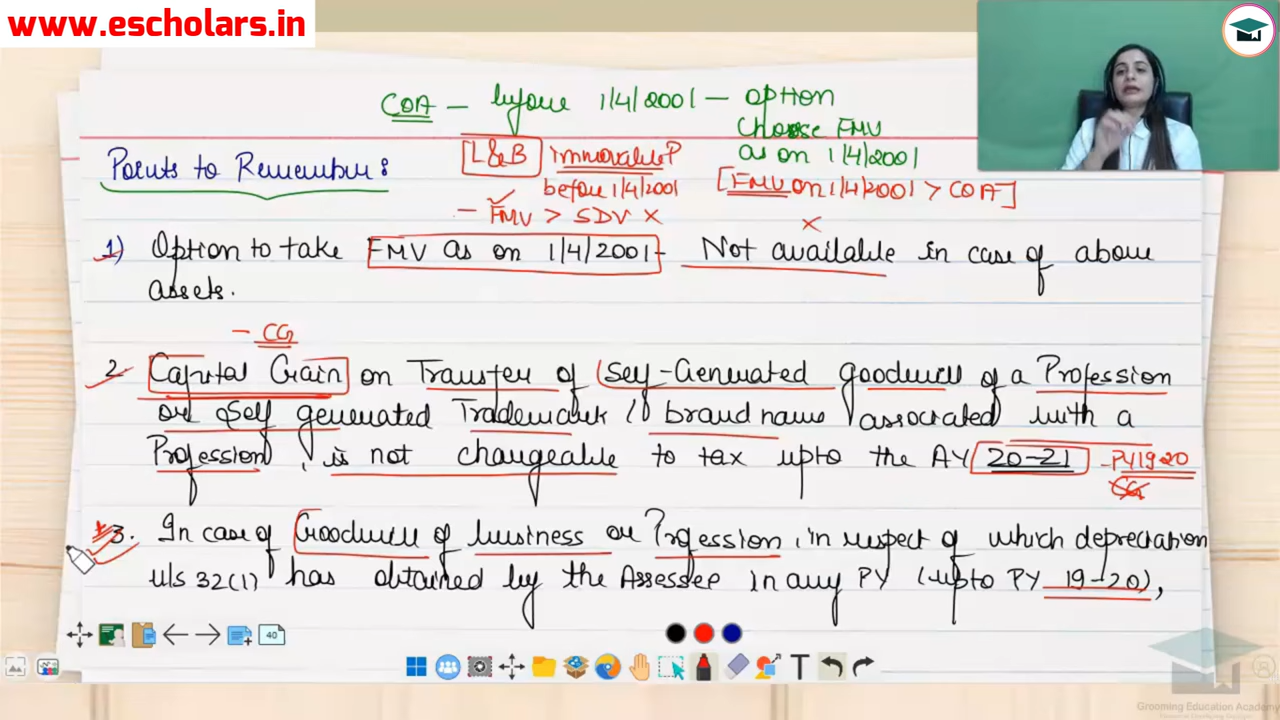 www.escholars.in
COA - before 1/4/2001 - option
choose FMV
as on 1/4/2001
[FMV on 1/4/2001 > COA]
x
L&B immovable P
before 1/4/2001
- FMV > SDV x
Points to Remember:
1) Option to take FMV as on 1/4/2001- Not available in case of above
assets.
- CG
2. Capital Gain on Transfer of Self-Generated goodwill of a Profession
or Self generated Trademark / brand name associated with a
Profession, is not chargeable to tax upto the AY 20-21 - PY19-20
CG
*3. In case of Goodwill of business or Profession, in respect of which depreciation
u/s 32(1) has obtained by the Assessee in any PY (upto PY 19-20),
40
T
Grooming Education Academy